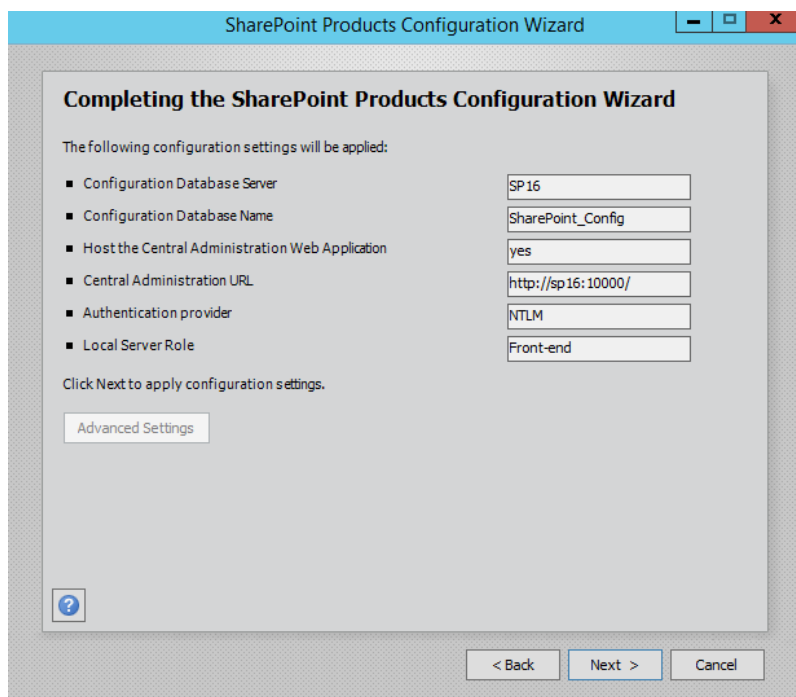 SharePoint Products Configuration Wizard
Completing the SharePoint Products Configuration Wizard
The following configuration settings will be applied:
Configuration Database Server SP16
Configuration Database Name SharePoint_Config
Host the Central Administration Web Application yes
Central Administration URL http://sp16:10000/
Authentication provider NTLM
Local Server Role Front-end
Click Next to apply configuration settings.
Advanced Settings
?
< Back Next > Cancel